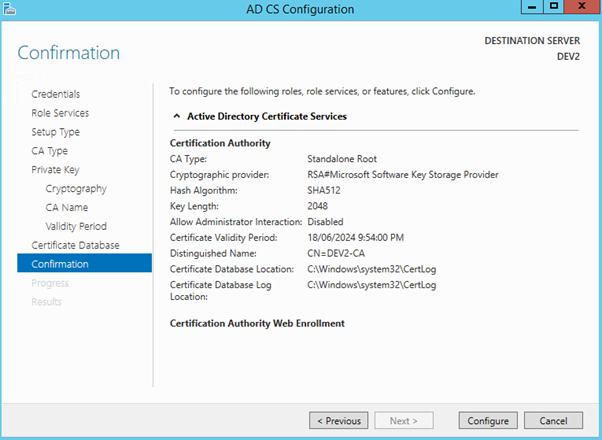 AD CS Configuration
Confirmation
DESTINATION SERVER
DEV2
Credentials
Role Services
Setup Type
CA Type
Private Key
Cryptography
CA Name
Validity Period
Certificate Database
Confirmation
Progress
Results
To configure the following roles, role services, or features, click Configure.
Active Directory Certificate Services
Certification Authority
CA Type: Standalone Root
Cryptographic provider: RSA#Microsoft Software Key Storage Provider
Hash Algorithm: SHA512
Key Length: 2048
Allow Administrator Interaction: Disabled
Certificate Validity Period: 18/06/2024 9:54:00 PM
Distinguished Name: CN=DEV2-CA
Certificate Database Location: C:\Windows\system32\CertLog
Certificate Database Log C:\Windows\system32\CertLog
Location:
Certification Authority Web Enrollment
< Previous Next > Configure Cancel